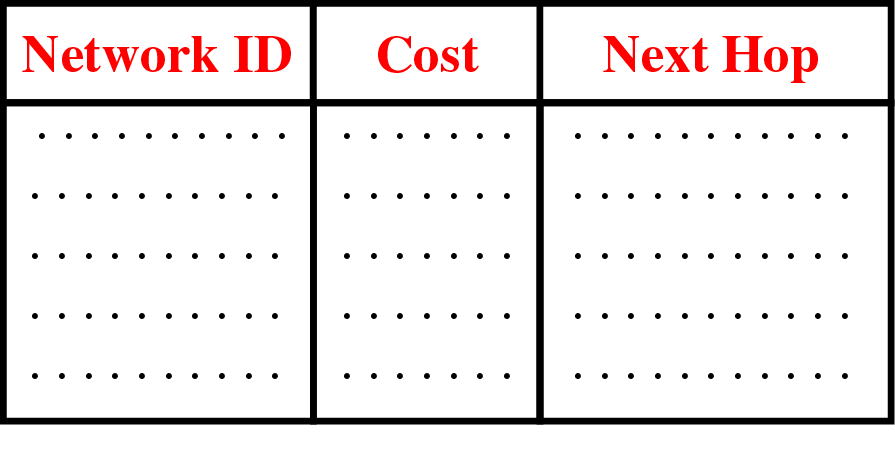 Network ID Cost Next Hop
. . . . . . . . . . . . . . . . . . . . . . . . . . . .
. . . . . . . . . . . . . . . . . . . . . . . . . . . .
. . . . . . . . . . . . . . . . . . . . . . . . . . . .
. . . . . . . . . . . . . . . . . . . . . . . . . . . .
. . . . . . . . . . . . . . . . . . . . . . . . . . . .